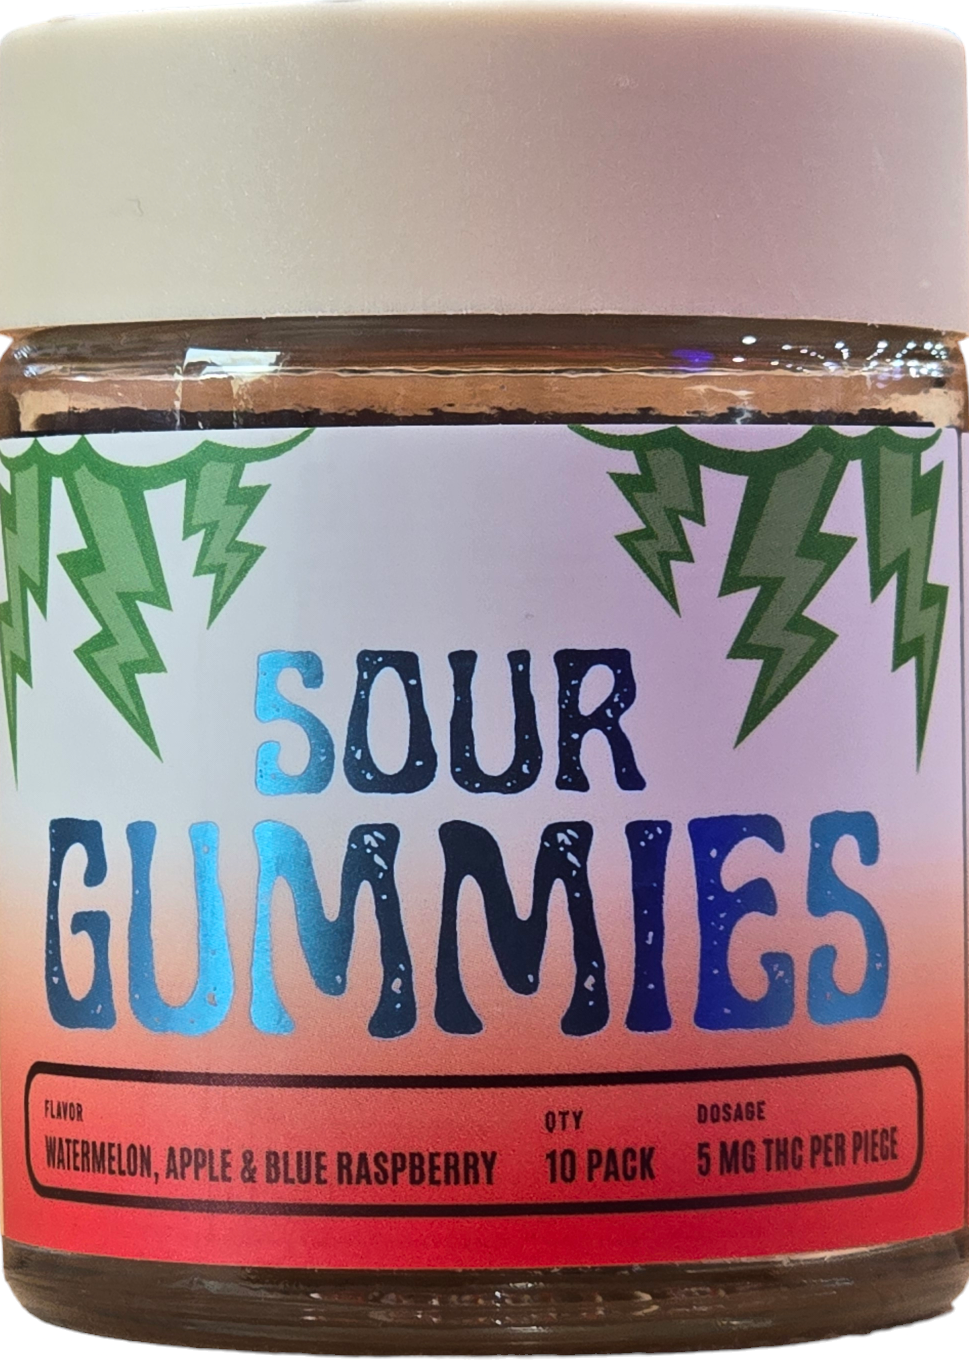 SOUR
GUMMIES
FLAVOR
WATERMELON, APPLE & BLUE RASPBERRY
QTY
10 PACK
DOSAGE
5 MG THC PER PIECE